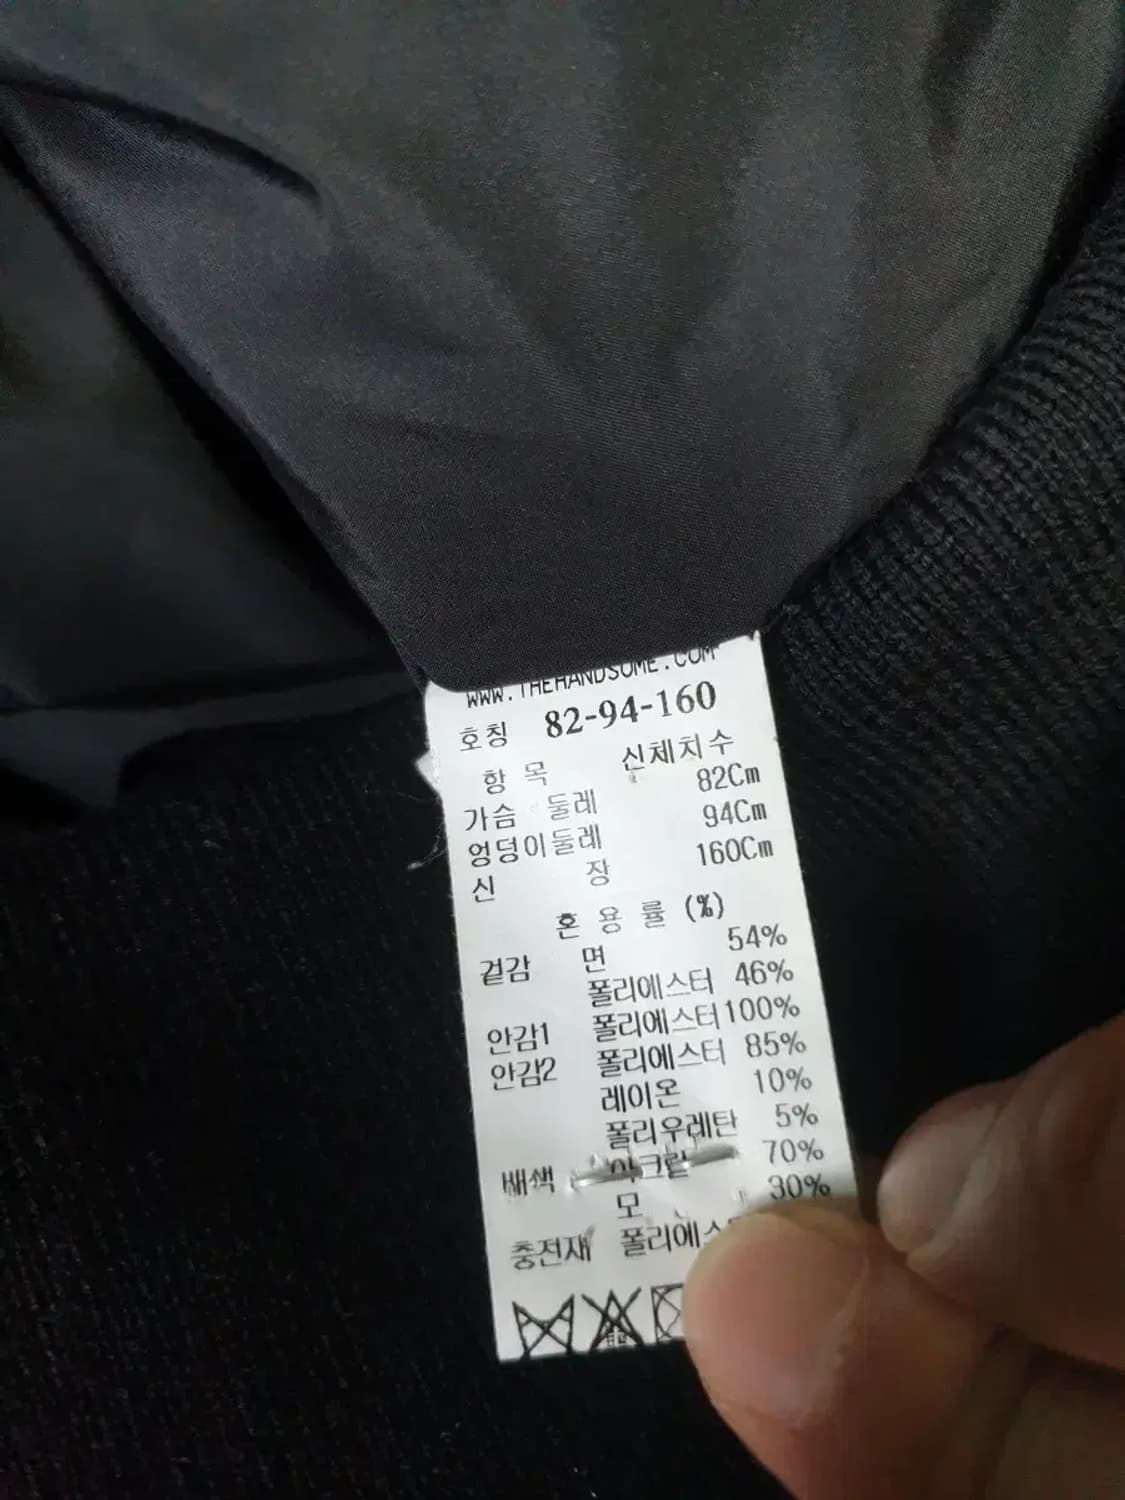 WWW.THEHANDSOME.COM
호칭 82-94-160
항 목 신체치수
가슴 둘레 82Cm
엉덩이둘레 94Cm
신 장 160Cm
혼 용 률 (%)
겉감 면 54%
폴리에스터 46%
안감1 폴리에스터 100%
안감2 폴리에스터 85%
레이온 10%
폴리우레탄 5%
배색 아크릴 70%
모 30%
충전재